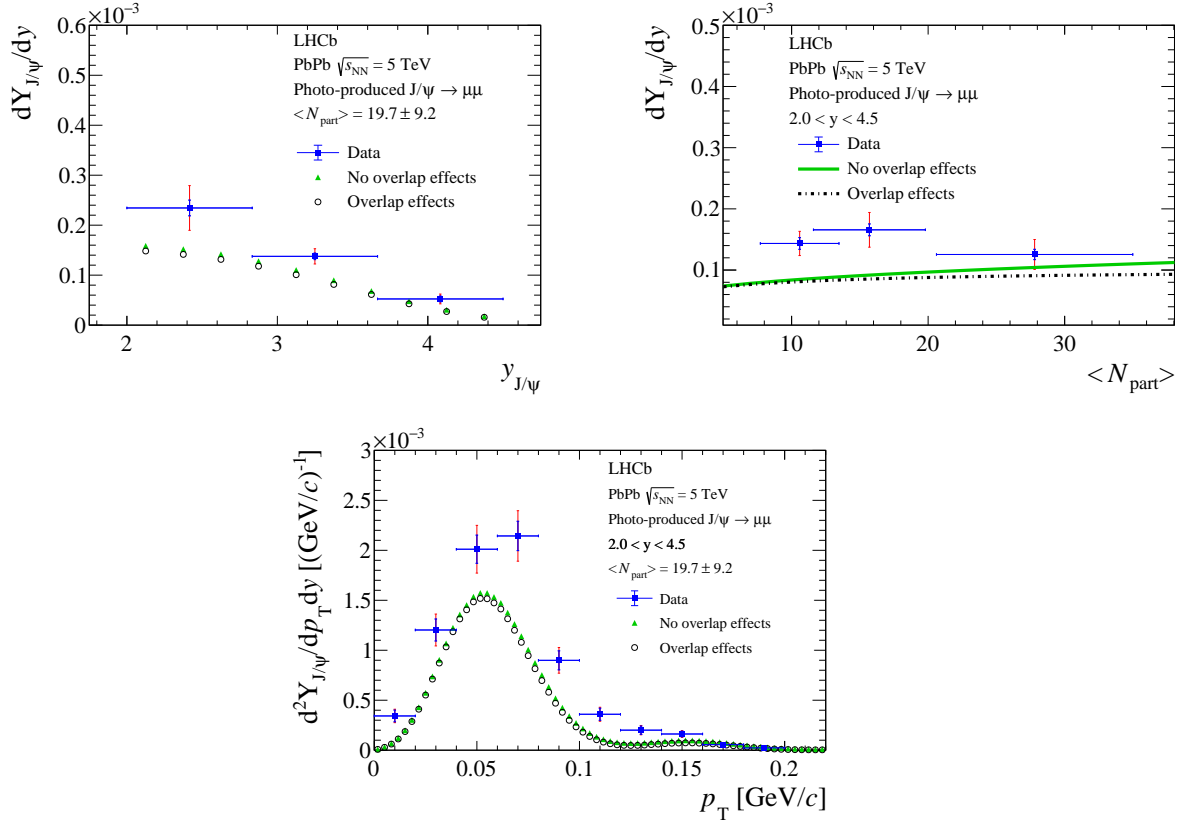 ×10⁻³
dY_J/ψ/dy
0.6
0.5
0.4
0.3
0.2
0.1
0
2
3
4
y_J/ψ
LHCb
PbPb √s_NN = 5 TeV
Photo-produced J/ψ → μμ
<N_part> = 19.7 ± 9.2
Data
No overlap effects
Overlap effects
×10⁻³
dY_J/ψ/dy
0.5
0.4
0.3
0.2
0.1
10
20
30
<N_part>
LHCb
PbPb √s_NN = 5 TeV
Photo-produced J/ψ → μμ
2.0 < y < 4.5
Data
No overlap effects
Overlap effects
×10⁻³
d²Y_J/ψ/dp_T dy [(GeV/c)⁻¹]
3
2.5
2
1.5
1
0.5
0
0
0.05
0.1
0.15
0.2
p_T [GeV/c]
LHCb
PbPb √s_NN = 5 TeV
Photo-produced J/ψ → μμ
2.0 < y < 4.5
<N_part> = 19.7 ± 9.2
Data
No overlap effects
Overlap effects